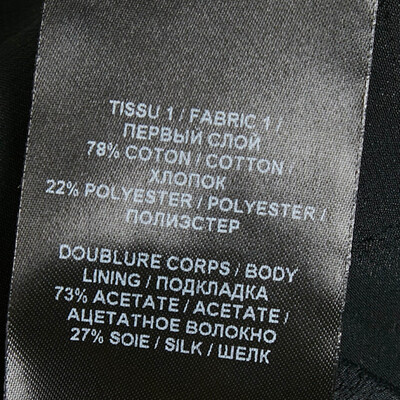 TISSU 1 / FABRIC 1 /
ПЕРВЫЙ СЛОЙ
78% COTON / COTTON /
ХЛОПОК
22% POLYESTER / POLYESTER /
ПОЛИЭСТЕР
DOUBLURE CORPS / BODY
LINING / ПОДКЛАДКА
73% ACETATE / ACETATE /
АЦЕТАТНОЕ ВОЛОКНО
27% SOIE / SILK / ШЕЛК